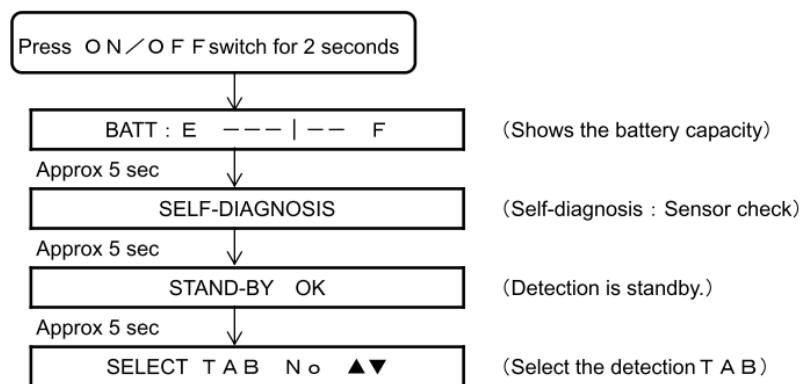 Press ＯＮ／ＯＦＦ switch for 2 seconds
BATT : E －－－｜－－ F （Shows the battery capacity）
Approx 5 sec
SELF-DIAGNOSIS （Self-diagnosis : Sensor check）
Approx 5 sec
STAND-BY OK （Detection is standby.）
Approx 5 sec
SELECT ＴＡＢ Ｎｏ ▲▼ （Select the detection ＴＡＢ）